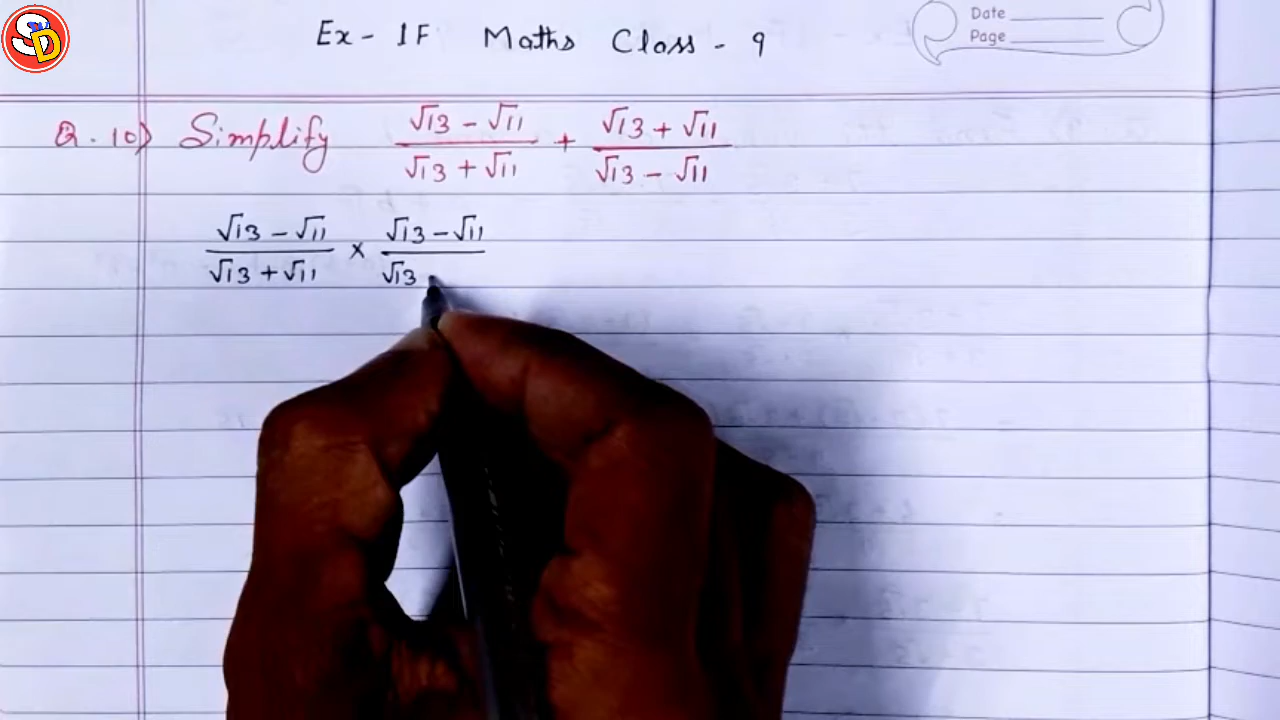 SD
Ex - 1F Maths Class - 9
Date
Page
Q. 10) Simplify (√13 - √11)/(√13 + √11) + (√13 + √11)/(√13 - √11)
(√13 - √11)/(√13 + √11) × (√13 - √11)/(√13